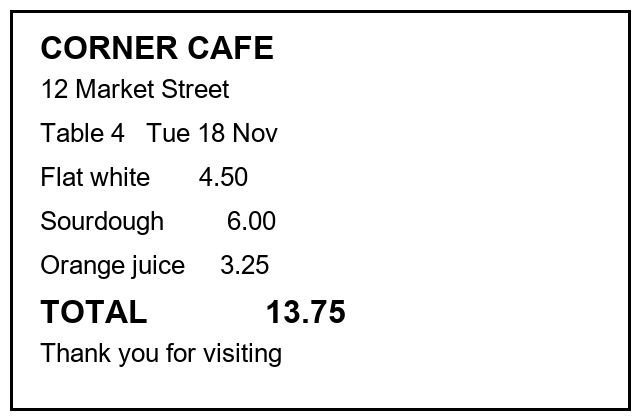 CORNER CAFE
12 Market Street
Table 4   Tue 18 Nov
Flat white       4.50
Sourdough         6.00
Orange juice     3.25
TOTAL             13.75
Thank you for visiting